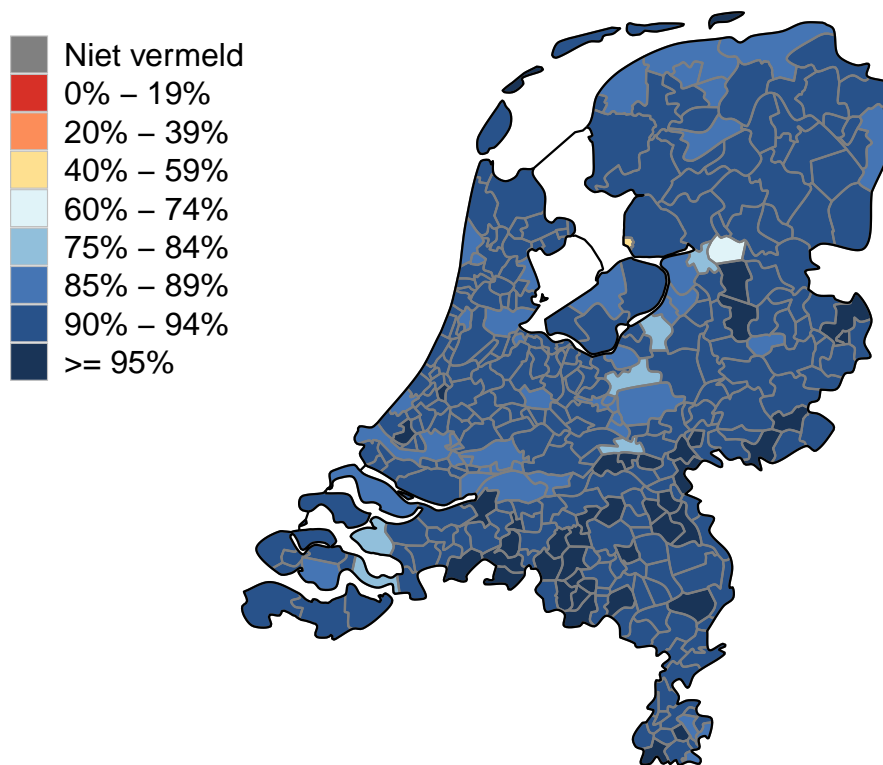 Niet vermeld
0% – 19%
20% – 39%
40% – 59%
60% – 74%
75% – 84%
85% – 89%
90% – 94%
>= 95%